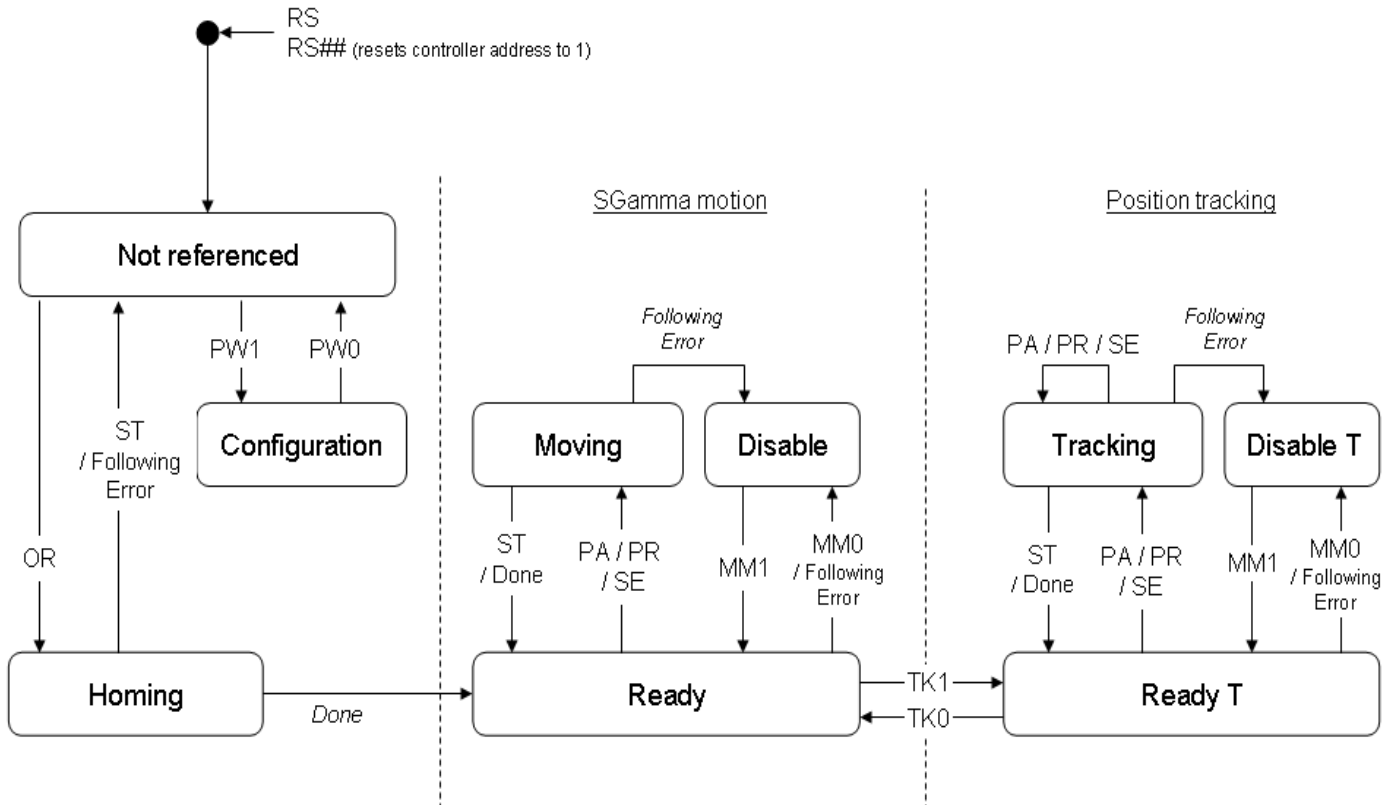 RS
RS## (resets controller address to 1)
SGamma motion
Position tracking
Not referenced
Following
Error
Following
Error
PA / PR / SE
PW1
PW0
Configuration
Moving
Disable
Tracking
Disable T
ST
/ Following
Error
OR
ST
/ Done
PA / PR
/ SE
MM1
MM0
/ Following
Error
ST
/ Done
PA / PR
/ SE
MM1
MM0
/ Following
Error
Homing
Done
Ready
TK1
TK0
Ready T